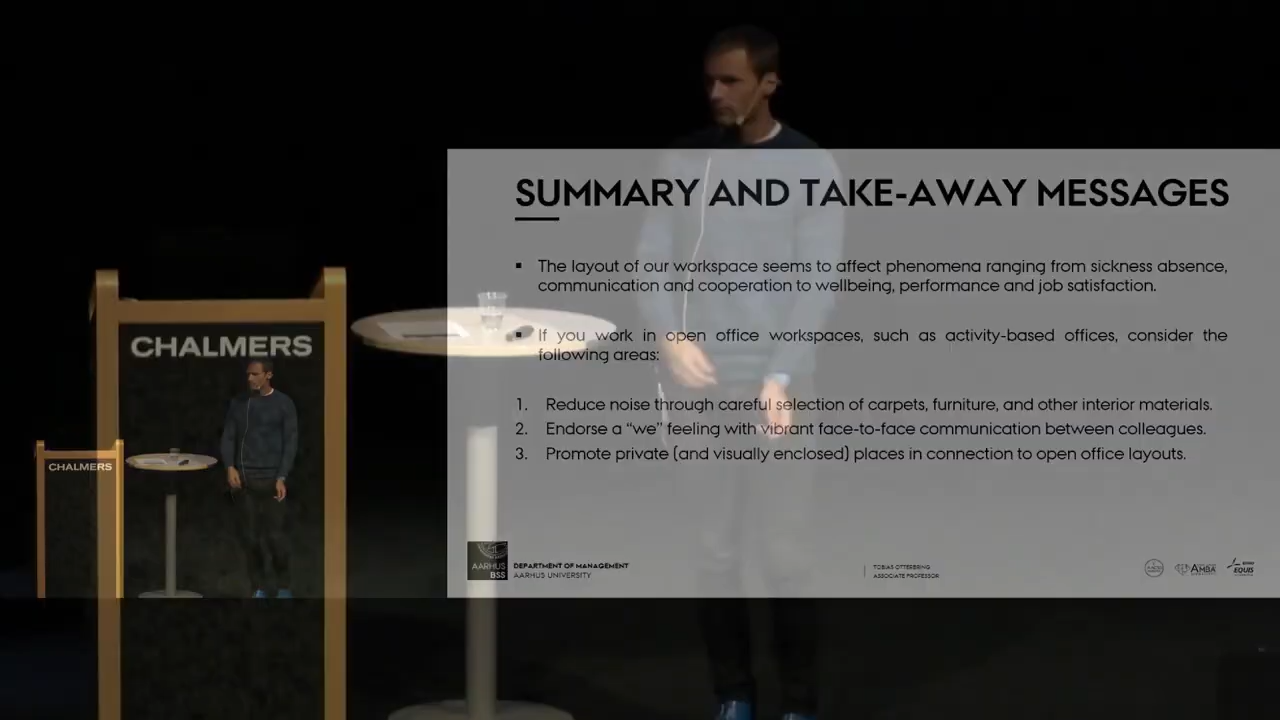 SUMMARY AND TAKE-AWAY MESSAGES
▪ The layout of our workspace seems to affect phenomena ranging from sickness absence,
communication and cooperation to wellbeing, performance and job satisfaction.
▪ If you work in open office workspaces, such as activity-based offices, consider the
following areas:
1. Reduce noise through careful selection of carpets, furniture, and other interior materials.
2. Endorse a “we” feeling with vibrant face-to-face communication between colleagues.
3. Promote private (and visually enclosed) places in connection to open office layouts.
CHALMERS
CHALMERS
AARHUS
BSS
DEPARTMENT OF MANAGEMENT
AARHUS UNIVERSITY
TOBIAS OTTERBRING
ASSOCIATE PROFESSOR
AMBA
EQUIS